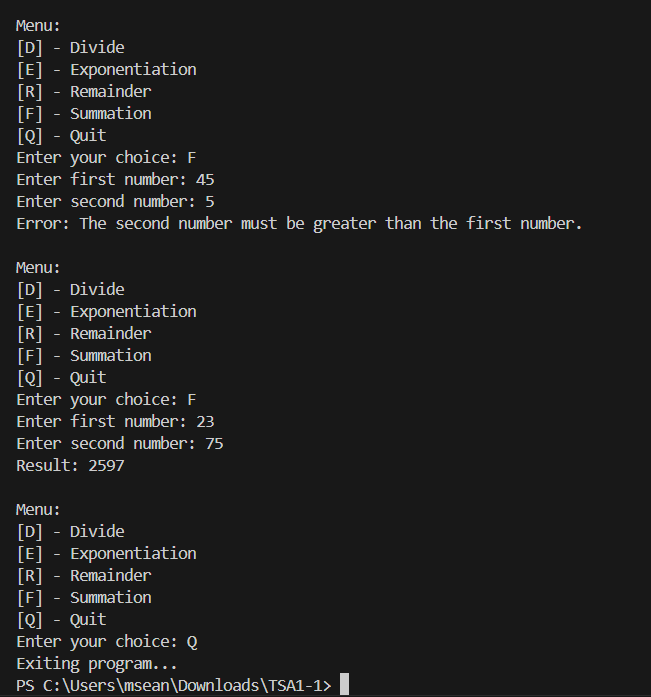 Menu:
[D] - Divide
[E] - Exponentiation
[R] - Remainder
[F] - Summation
[Q] - Quit
Enter your choice: F
Enter first number: 45
Enter second number: 5
Error: The second number must be greater than the first number.
Menu:
[D] - Divide
[E] - Exponentiation
[R] - Remainder
[F] - Summation
[Q] - Quit
Enter your choice: F
Enter first number: 23
Enter second number: 75
Result: 2597
Menu:
[D] - Divide
[E] - Exponentiation
[R] - Remainder
[F] - Summation
[Q] - Quit
Enter your choice: Q
Exiting program...
PS C:\Users\msean\Downloads\TSA1-1>